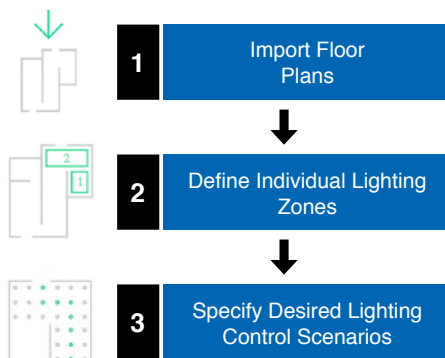 1
Import Floor
Plans
2
1
2
Define Individual Lighting
Zones
3
Specify Desired Lighting
Control Scenarios